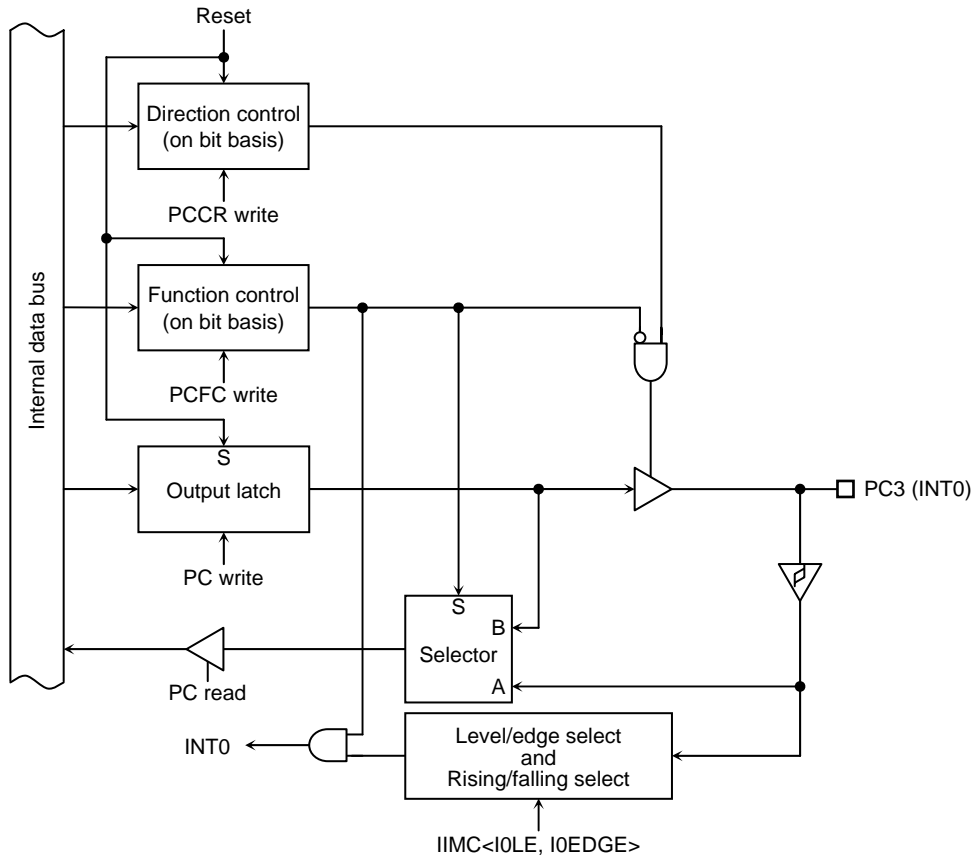 Reset
Direction control
(on bit basis)
PCCR write
Internal data bus
Function control
(on bit basis)
PCFC write
S
Output latch
PC3 (INT0)
PC write
S
B
Selector
A
PC read
INT0
Level/edge select
and
Rising/falling select
IIMC<I0LE, I0EDGE>